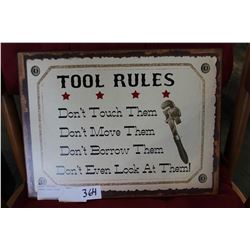 TOOL RULES
Don't Touch Them
Don't Move Them
Don't Borrow Them
Don't Even Look At Them!
364